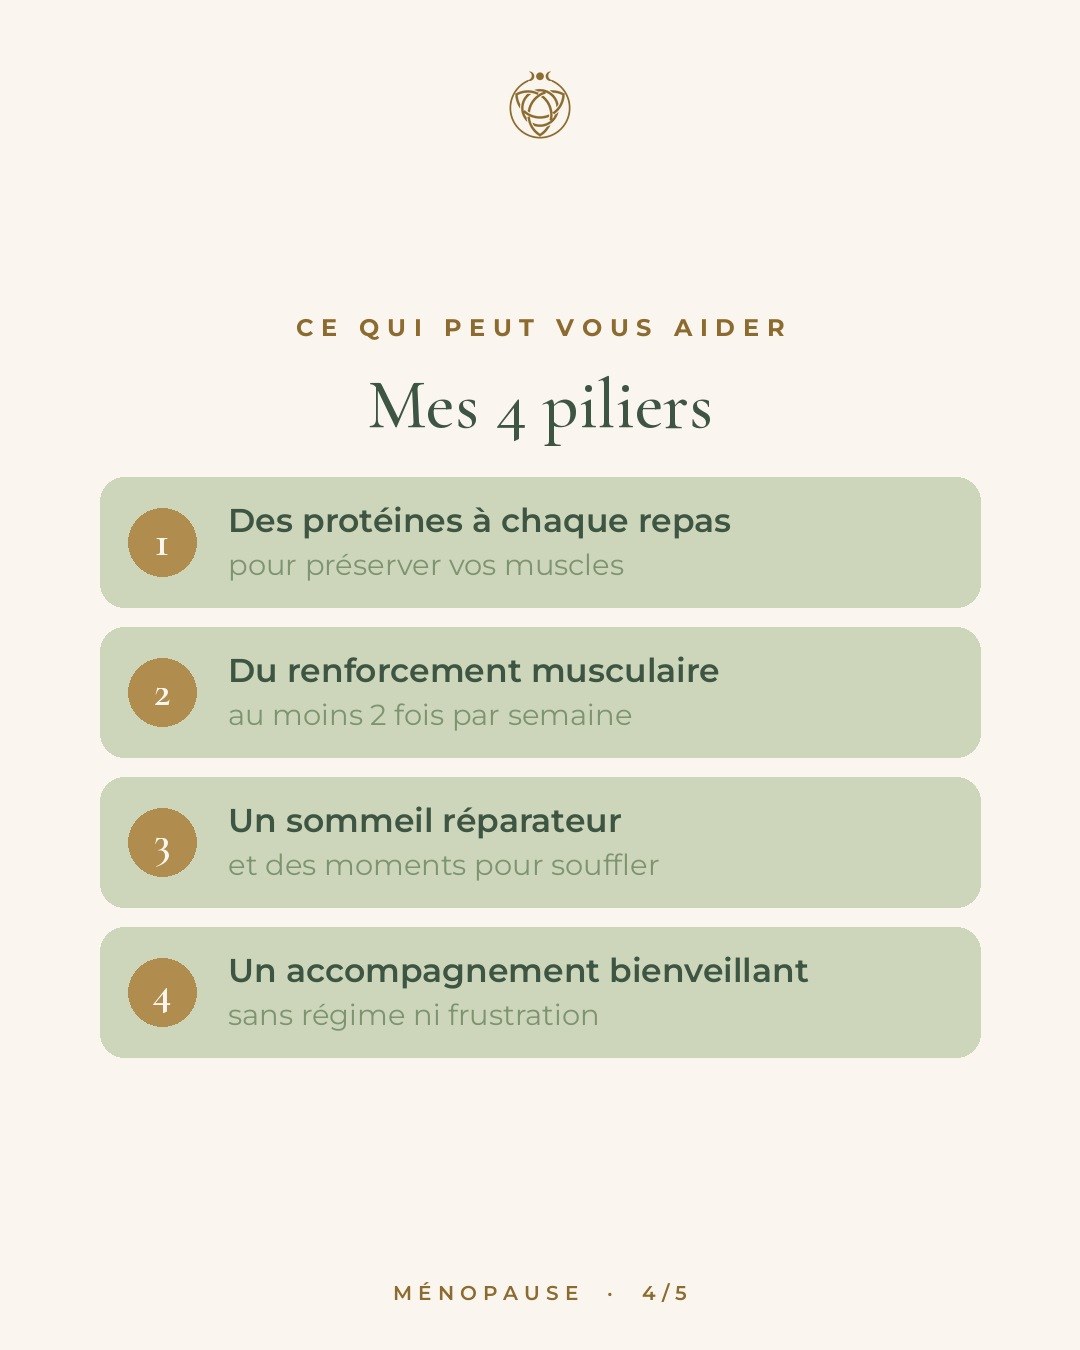 CE QUI PEUT VOUS AIDER
Mes 4 piliers
1
Des protéines à chaque repas
pour préserver vos muscles
2
Du renforcement musculaire
au moins 2 fois par semaine
3
Un sommeil réparateur
et des moments pour souffler
4
Un accompagnement bienveillant
sans régime ni frustration
MÉNOPAUSE · 4/5